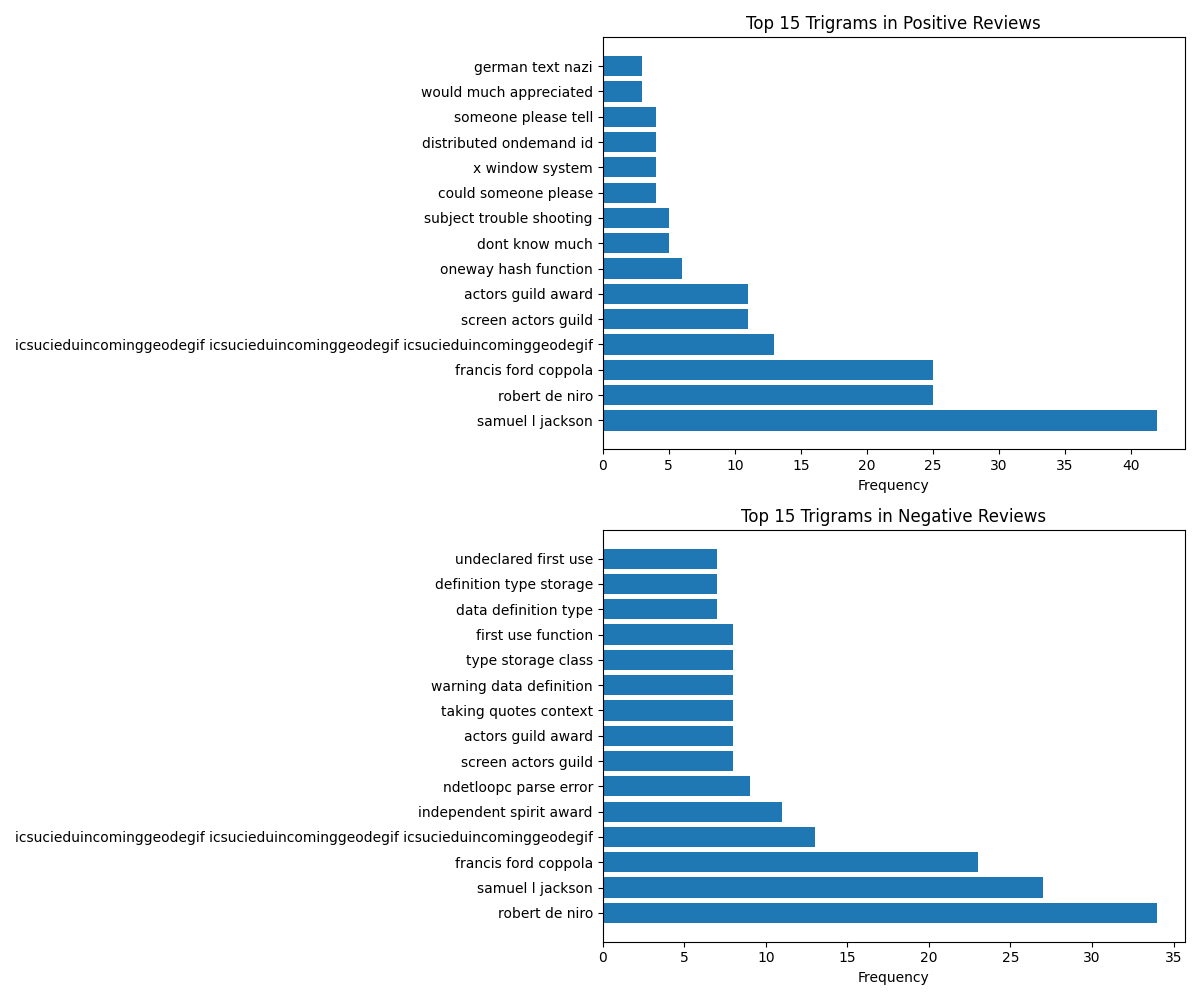 Top 15 Trigrams in Positive Reviews
german text nazi
would much appreciated
someone please tell
distributed ondemand id
x window system
could someone please
subject trouble shooting
dont know much
oneway hash function
actors guild award
screen actors guild
icsucieduincominggeodegif icsucieduincominggeodegif icsucieduincominggeodegif
francis ford coppola
robert de niro
samuel l jackson
0 5 10 15 20 25 30 35 40
Frequency
Top 15 Trigrams in Negative Reviews
undeclared first use
definition type storage
data definition type
first use function
type storage class
warning data definition
taking quotes context
actors guild award
screen actors guild
ndetloopc parse error
independent spirit award
icsucieduincominggeodegif icsucieduincominggeodegif icsucieduincominggeodegif
francis ford coppola
samuel l jackson
robert de niro
0 5 10 15 20 25 30 35
Frequency